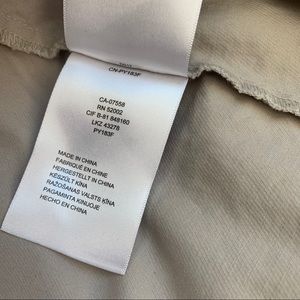 CN-PY183F
CA-07558
RN 52002
CIF B-81 848160
LKZ 43278
PY183F
MADE IN CHINA
FABRIQUÉ EN CHINE
HERGESTELLT IN CHINA
KÉSZÜLT KÍNA
RAŽOŠANAS VALSTS ĶĪNA
PAGAMINTA KINIJOJE
HECHO EN CHINA